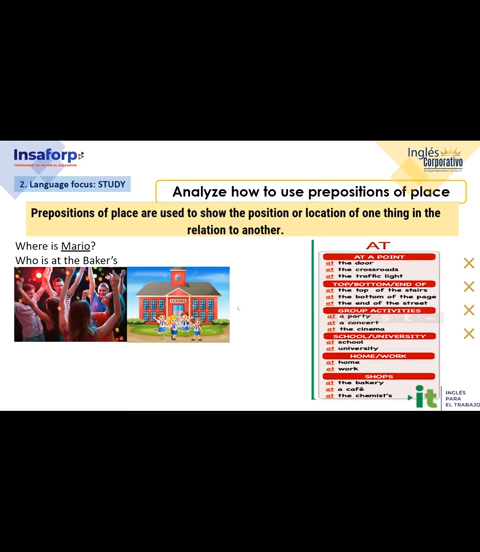 Insaforp
Inglés
Corporativo
2. Language focus: STUDY
Analyze how to use prepositions of place
Prepositions of place are used to show the position or location of one thing in the
relation to another.
Where is Mario?
Who is at the Baker's
SCHOOL
AT
AT A POINT
at the door
at the crossroads
at the traffic light
TOP/BOTTOM/END OF
at the top of the stairs
at the bottom of the page
at the end of the street
GROUP ACTIVITIES
at a party
at a concert
at the cinema
SCHOOL/UNIVERSITY
at school
at university
HOME/WORK
at home
at work
SHOPS
at the bakery
at a café
at the chemist's
it
INGLÉS
PARA
EL TRABAJO